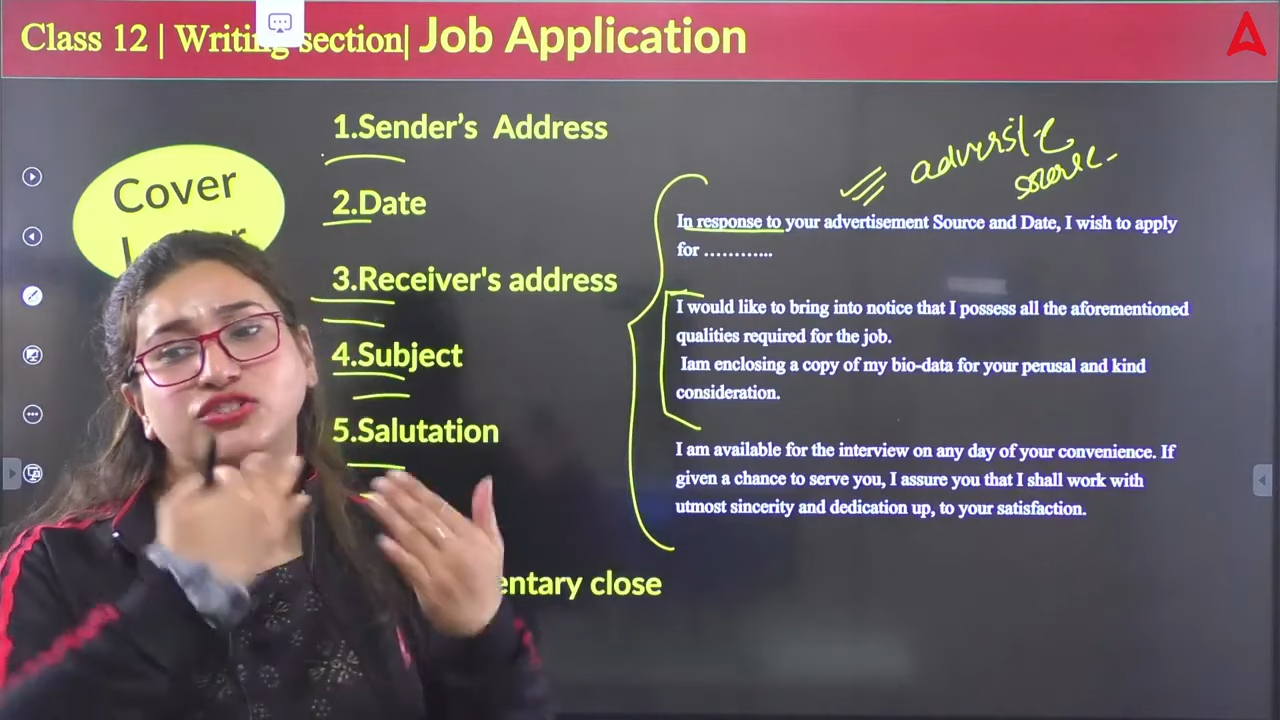 Class 12 | Writing section| Job Application
Cover
1.Sender's Address
2.Date
3.Receiver's address
4.Subject
5.Salutation
entary close
In response to your advertisement Source and Date, I wish to apply
for …………
I would like to bring into notice that I possess all the aforementioned
qualities required for the job.
Iam enclosing a copy of my bio-data for your perusal and kind
consideration.
I am available for the interview on any day of your convenience. If
given a chance to serve you, I assure you that I shall work with
utmost sincerity and dedication up, to your satisfaction.